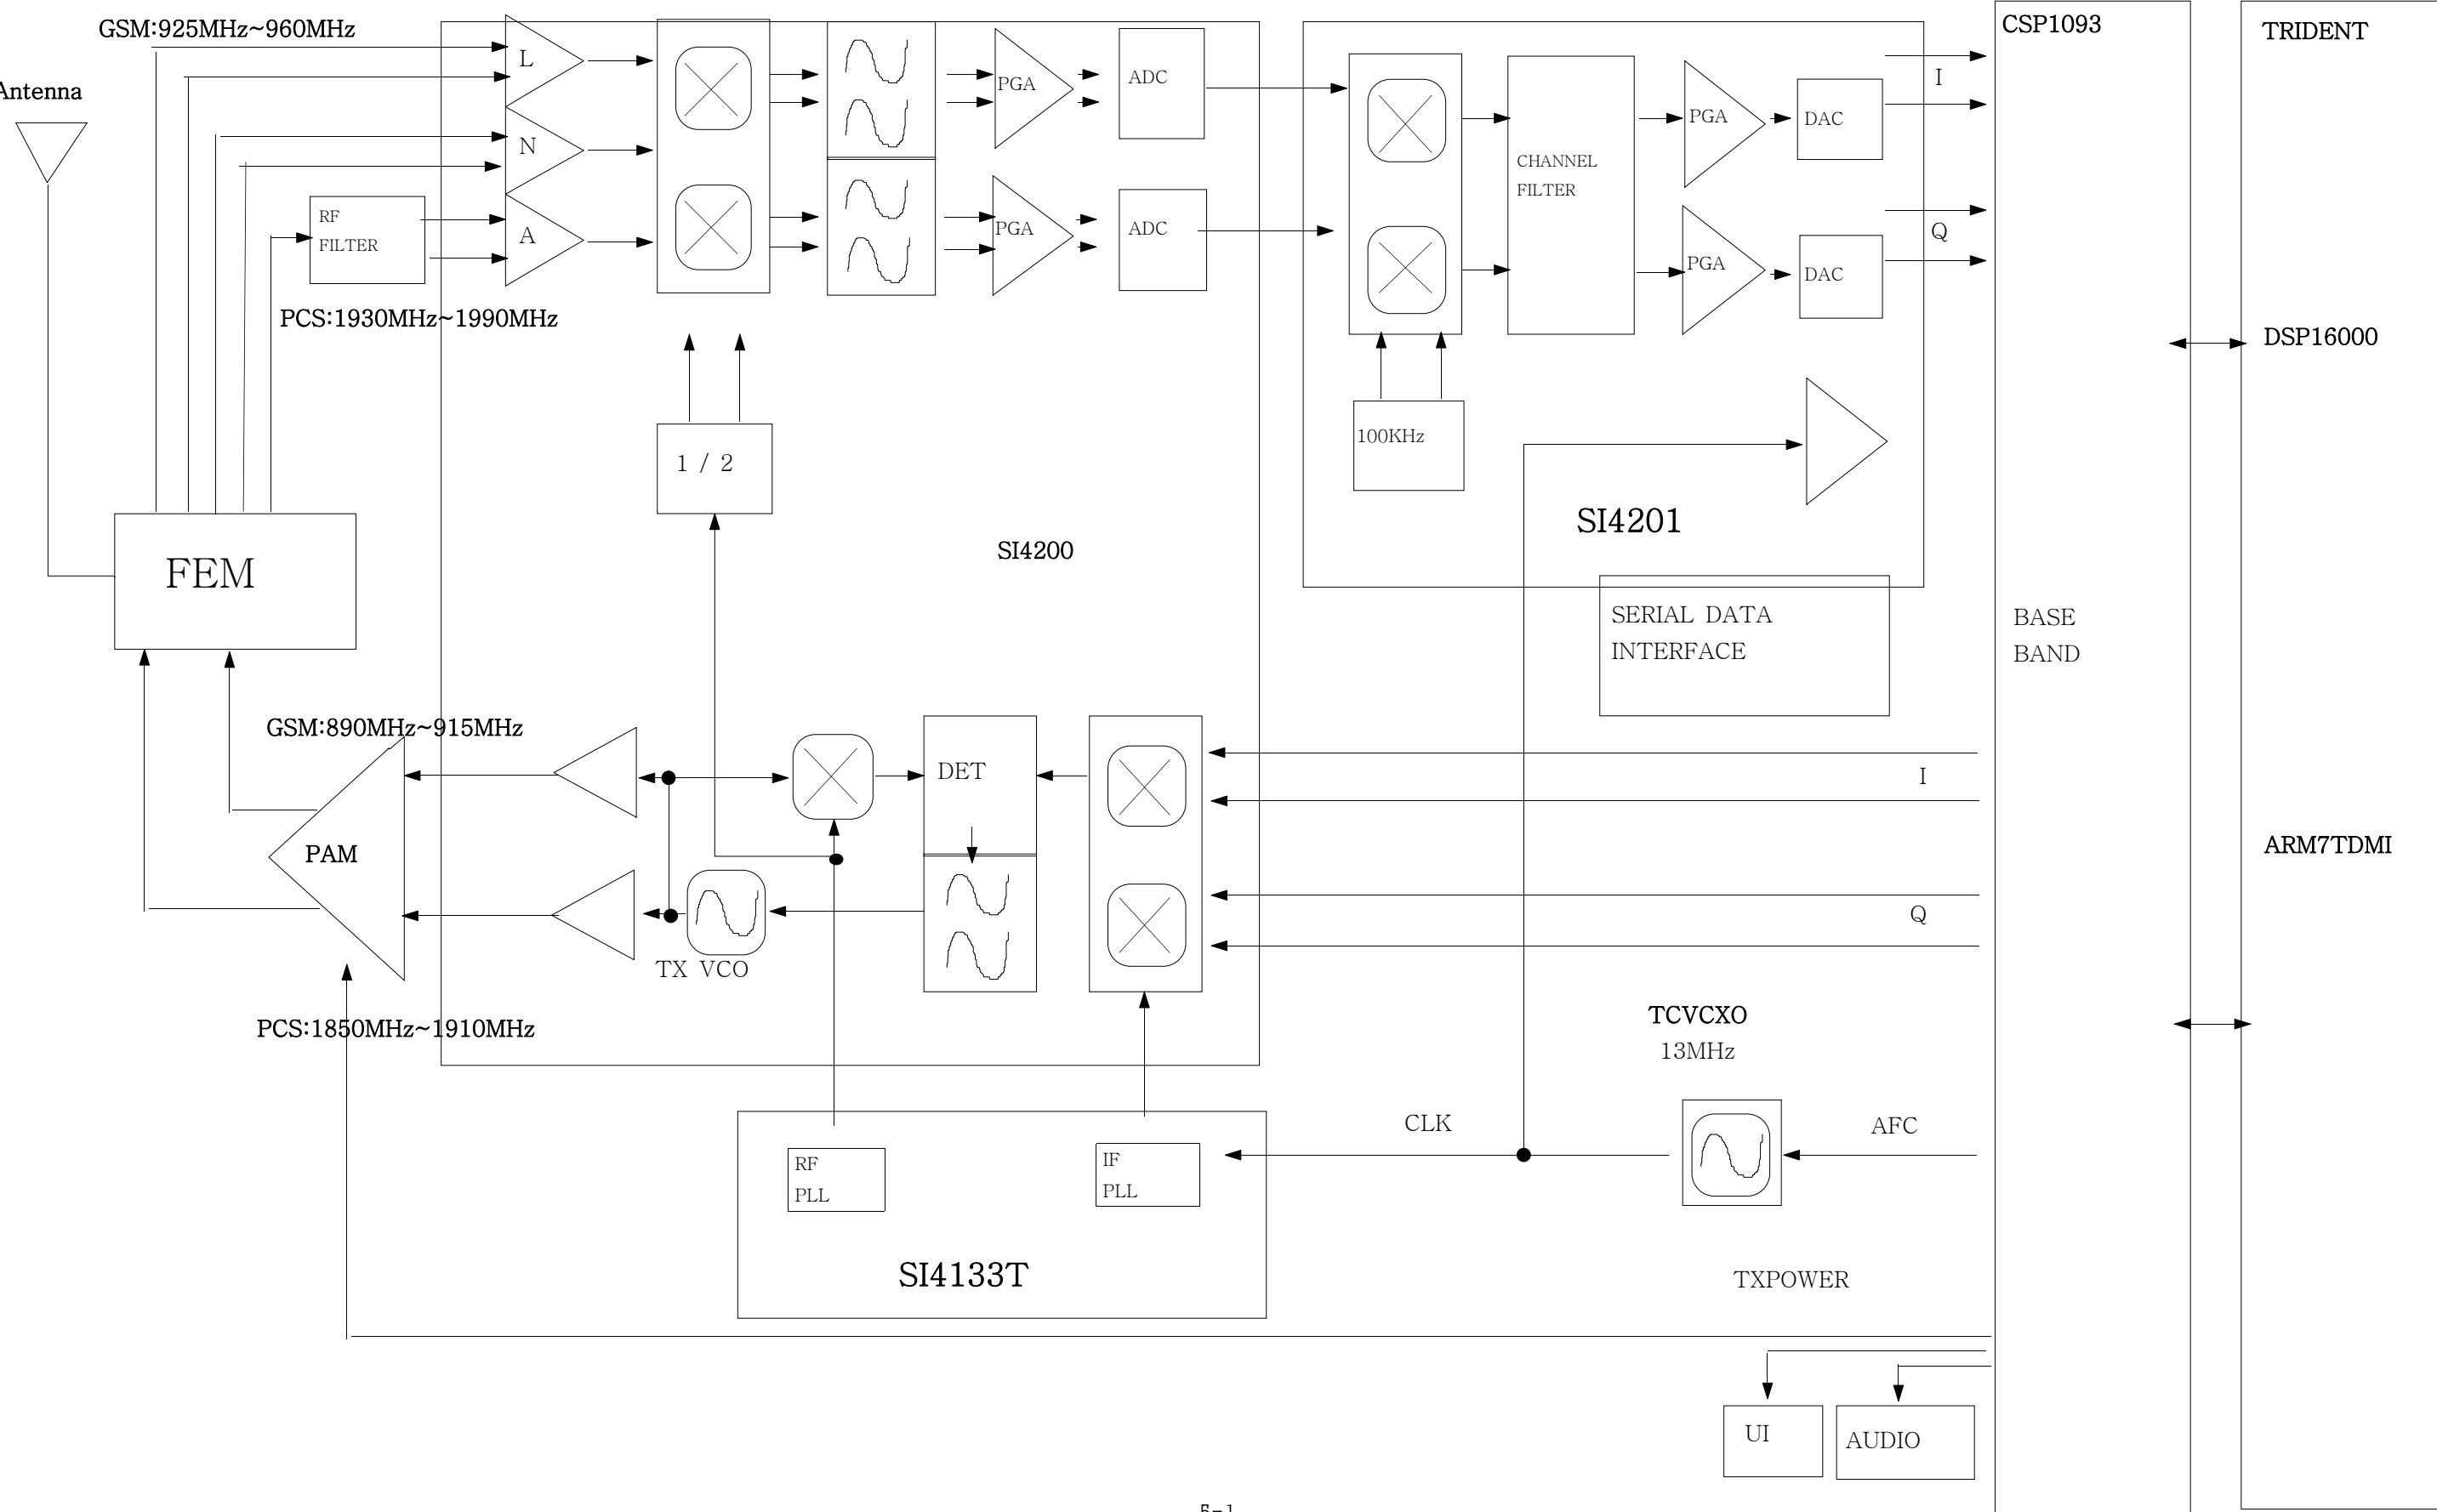 GSM:925MHz~960MHz
CSP1093
TRIDENT
Antenna
L
PGA
ADC
I
N
PGA
DAC
CHANNEL
FILTER
RF
FILTER
A
PGA
ADC
PGA
DAC
Q
PCS:1930MHz~1990MHz
DSP16000
100KHz
1 / 2
SI4201
SI4200
FEM
SERIAL DATA
INTERFACE
BASE
BAND
GSM:890MHz~915MHz
DET
I
PAM
ARM7TDMI
Q
TX VCO
PCS:1850MHz~1910MHz
TCVCXO
13MHz
CLK
AFC
RF
PLL
IF
PLL
SI4133T
TXPOWER
UI
AUDIO
5-1